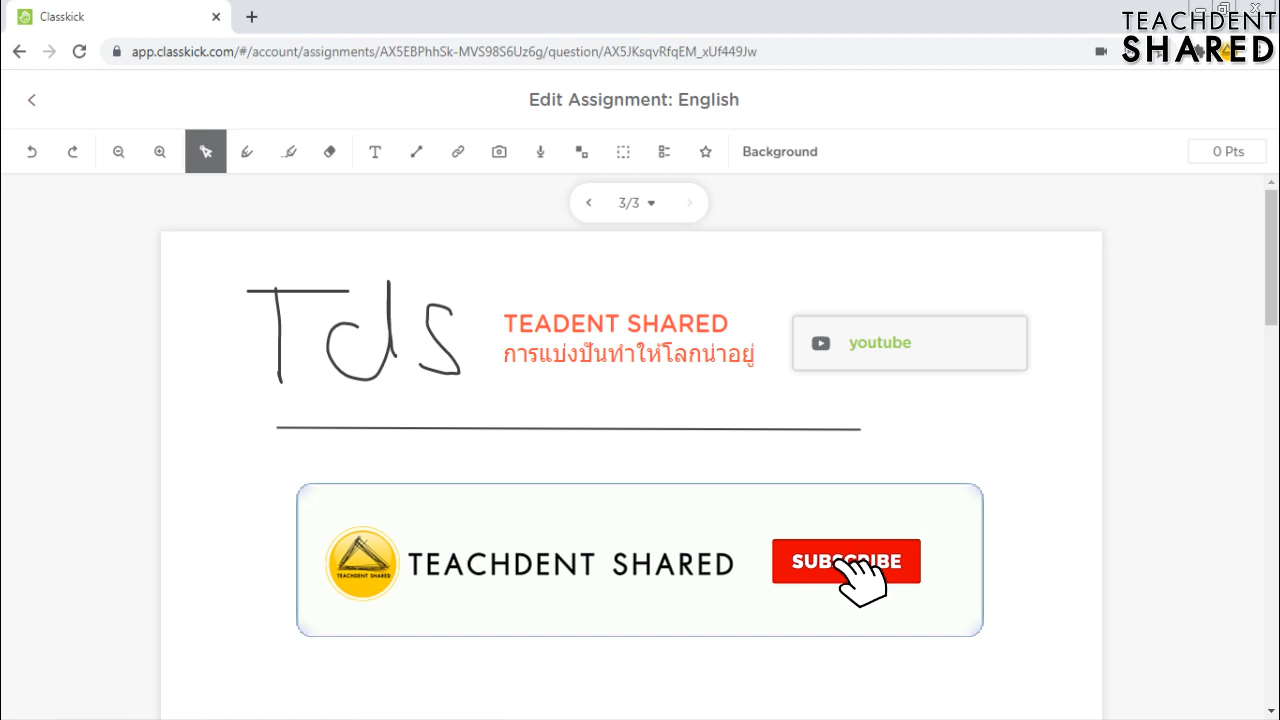 Classkick
TEACHDENT
SHARED
app.classkick.com/#/account/assignments/AX5EBPhhSk-MVS98S6Uz6g/question/AX5JKsqvRfqEM_xUf449Jw
Edit Assignment: English
T
Background
0 Pts
3/3
Tds
TEADENT SHARED
การแบ่งปันทำให้โลกน่าอยู่
youtube
TEACHDENT SHARED
TEACHDENT SHARED
SUBSCRIBE